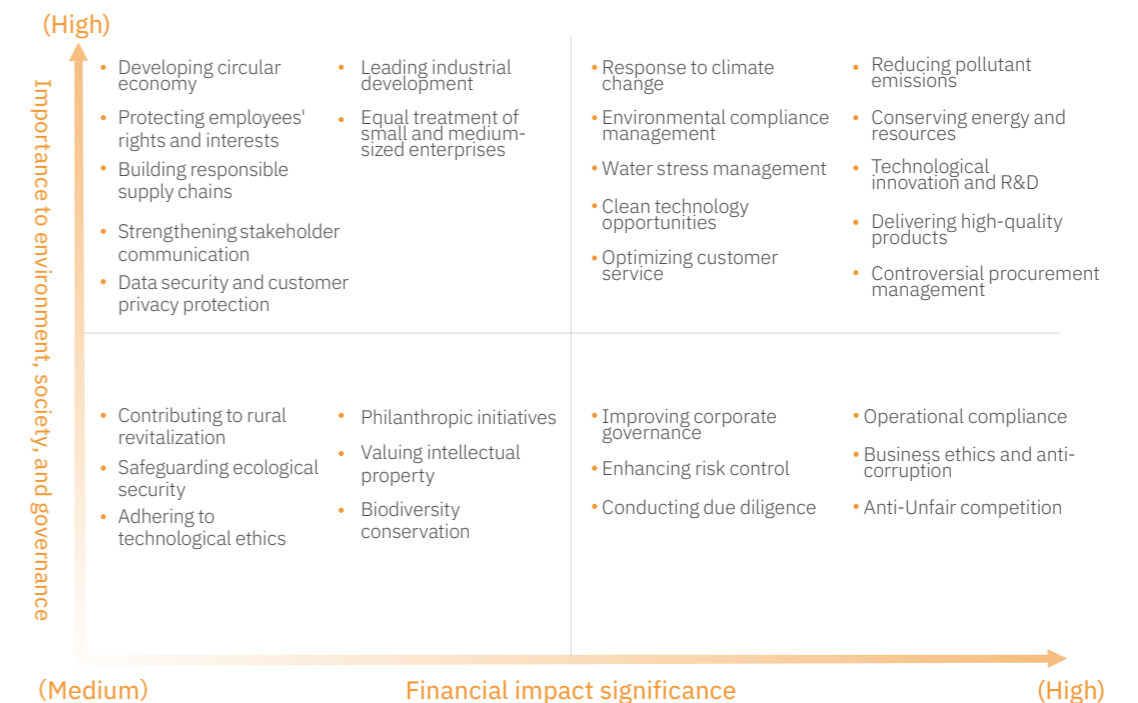 (High)
Importance to environment, society, and governance
• Developing circular
economy
• Protecting employees'
rights and interests
• Building responsible
supply chains
• Strengthening stakeholder
communication
• Data security and customer
privacy protection
• Leading industrial
development
• Equal treatment of
small and medium-
sized enterprises
• Response to climate
change
• Environmental compliance
management
• Water stress management
• Clean technology
opportunities
• Optimizing customer
service
• Reducing pollutant
emissions
• Conserving energy and
resources
• Technological
innovation and R&D
• Delivering high-quality
products
• Controversial procurement
management
• Contributing to rural
revitalization
• Safeguarding ecological
security
• Adhering to
technological ethics
• Philanthropic initiatives
• Valuing intellectual
property
• Biodiversity
conservation
• Improving corporate
governance
• Enhancing risk control
• Conducting due diligence
• Operational compliance
• Business ethics and anti-
corruption
• Anti-Unfair competition
(Medium)
Financial impact significance
(High)